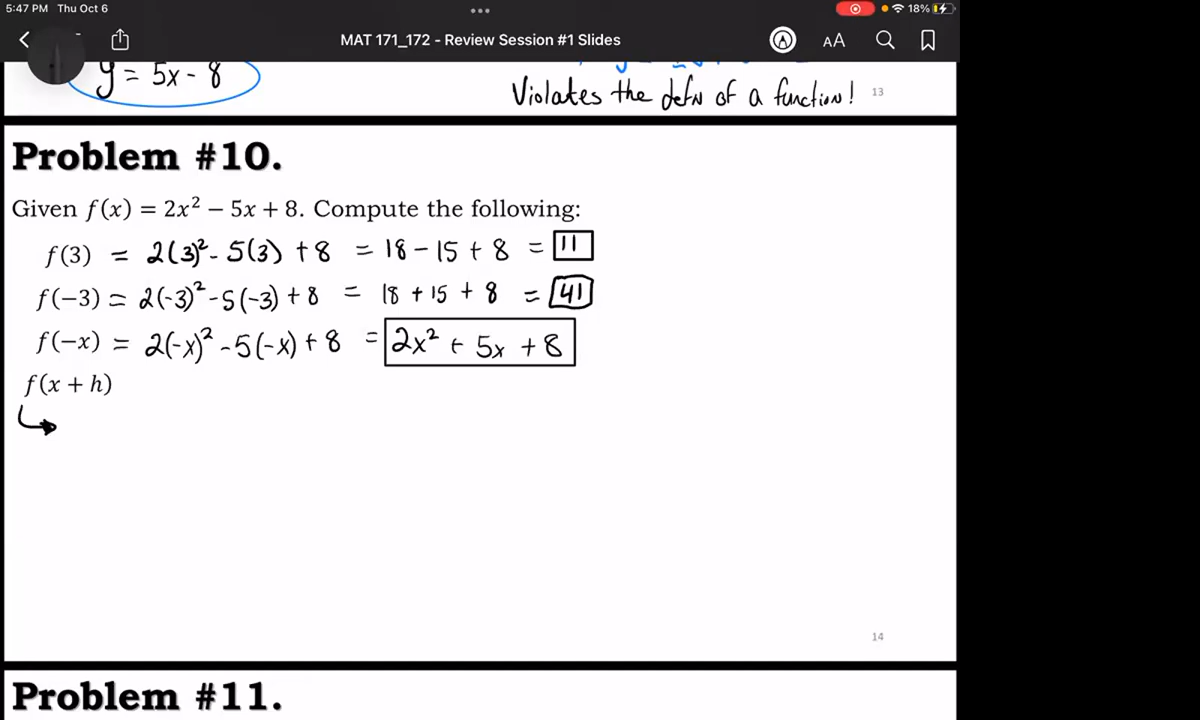 5:47 PM Thu Oct 6
18%
MAT 171_172 - Review Session #1 Slides
AA
y = 5x - 8
Violates the defn of a function!
13
Problem #10.
Given f(x) = 2x² − 5x + 8. Compute the following:
f(3) = 2(3)² - 5(3) + 8 = 18 - 15 + 8 = 11
f(−3) = 2(-3)² - 5(-3) + 8 = 18 + 15 + 8 = 41
f(−x) = 2(-x)² - 5(-x) + 8 = 2x² + 5x + 8
f(x + h)
14
Problem #11.